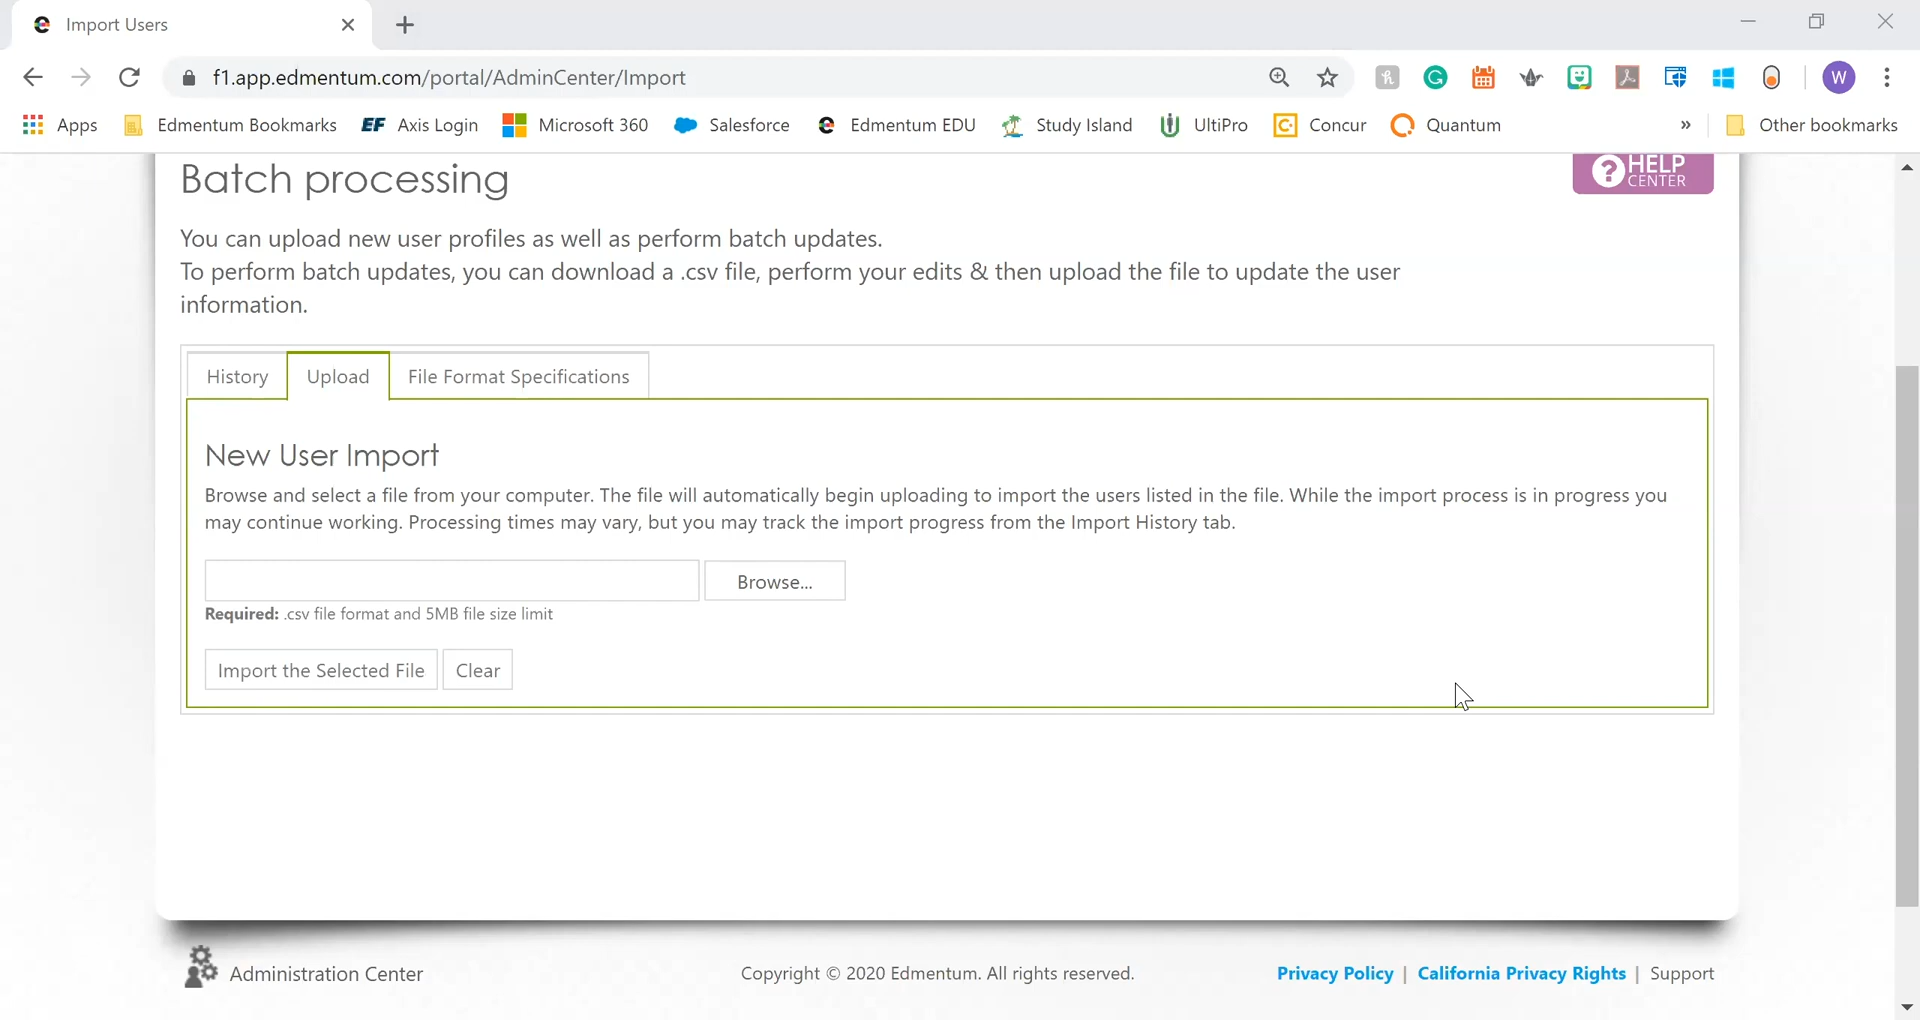 Import Users
f1.app.edmentum.com/portal/AdminCenter/Import
W
Apps Edmentum Bookmarks EF Axis Login Microsoft 360 Salesforce Edmentum EDU Study Island UltiPro Concur Quantum » Other bookmarks
Batch processing
? HELP
CENTER
You can upload new user profiles as well as perform batch updates.
To perform batch updates, you can download a .csv file, perform your edits & then upload the file to update the user
information.
History Upload File Format Specifications
New User Import
Browse and select a file from your computer. The file will automatically begin uploading to import the users listed in the file. While the import process is in progress you
may continue working. Processing times may vary, but you may track the import progress from the Import History tab.
Browse...
Required: .csv file format and 5MB file size limit
Import the Selected File Clear
Administration Center Copyright © 2020 Edmentum. All rights reserved. Privacy Policy | California Privacy Rights | Support